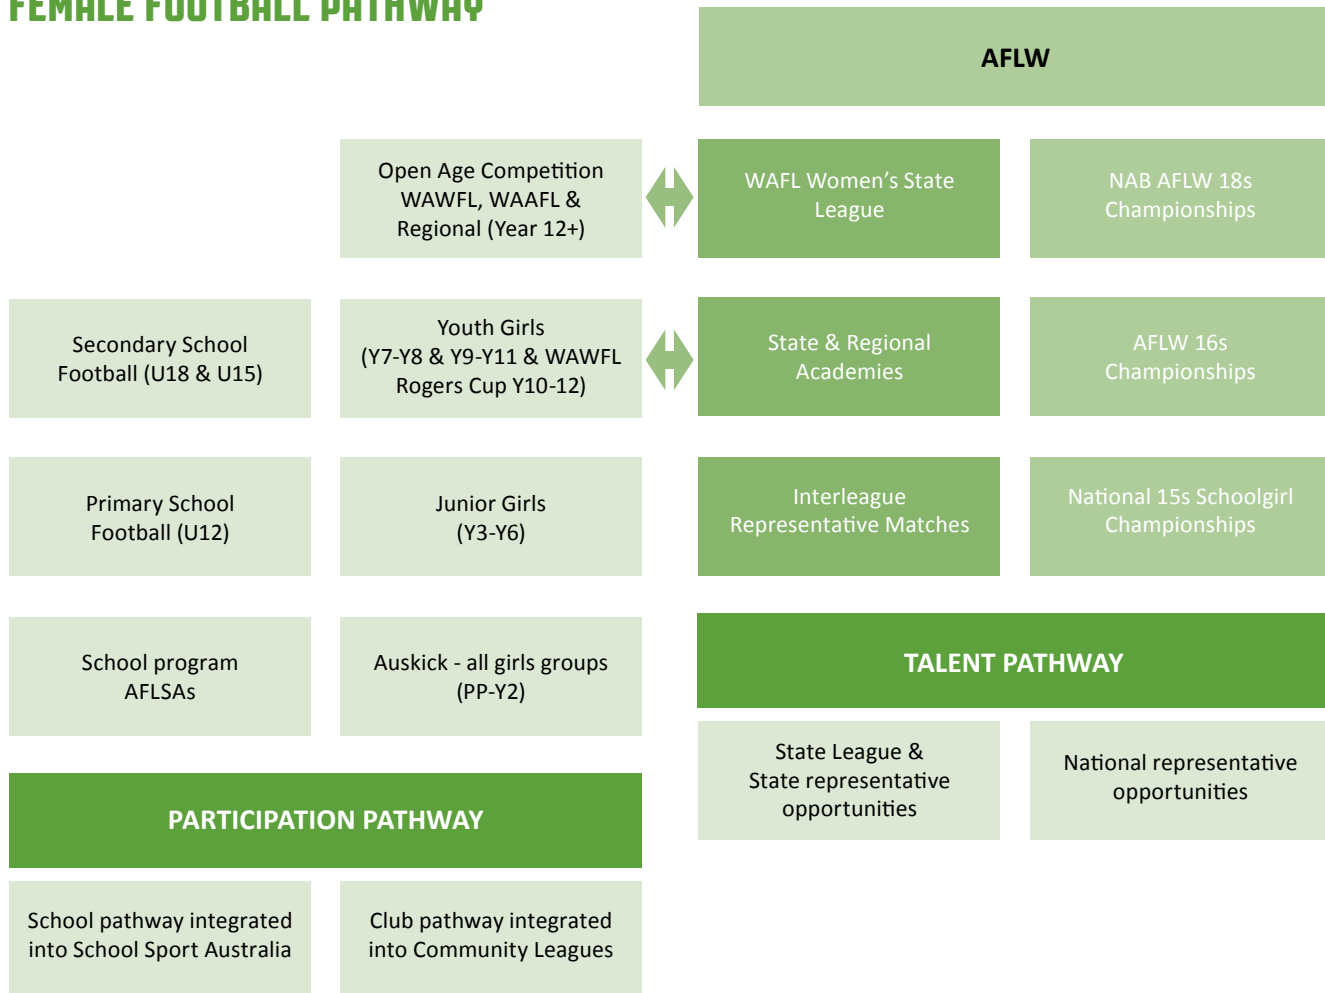 FEMALE FOOTBALL PATHWAY
AFLW
Open Age Competition
WAWFL, WAAFL &
Regional (Year 12+)
WAFL Women's State
League
NAB AFLW 18s
Championships
Secondary School
Football (U18 & U15)
Youth Girls
(Y7-Y8 & Y9-Y11 & WAWFL
Rogers Cup Y10-12)
State & Regional
Academies
AFLW 16s
Championships
Primary School
Football (U12)
Junior Girls
(Y3-Y6)
Interleague
Representative Matches
National 15s Schoolgirl
Championships
School program
AFLSAs
Auskick - all girls groups
(PP-Y2)
TALENT PATHWAY
State League &
State representative
opportunities
National representative
opportunities
PARTICIPATION PATHWAY
School pathway integrated
into School Sport Australia
Club pathway integrated
into Community Leagues